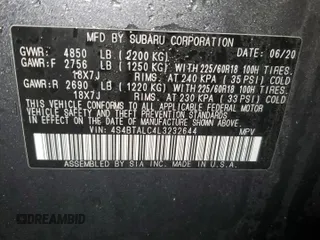 MFD BY SUBARU CORPORATION
DATE: 06/20
GVWR: 4850 LB (2200 KG)
GAWR:F 2756 LB (1250 KG) WITH 225/60R18 100H TIRES.
18X7J RIMS. AT 240 KPA (35 PSI) COLD
GAWR:R 2690 LB (1220 KG) WITH 225/60R18 100H TIRES.
18X7J RIMS. AT 230 KPA (33 PSI) COLD
THIS VEHICLE CONFORMS TO ALL APPLICABLE FEDERAL MOTOR
VEHICLE SAFETY, BUMPER, AND THEFT PREVENTION STANDARDS
IN EFFECT ON THE DATE OF MANUFACTURE SHOWN ABOVE.
VIN: 4S4BTALC4L3232644 MPV
ASSEMBLED BY SIA INC. MADE IN U.S.A.
© DREAMBID